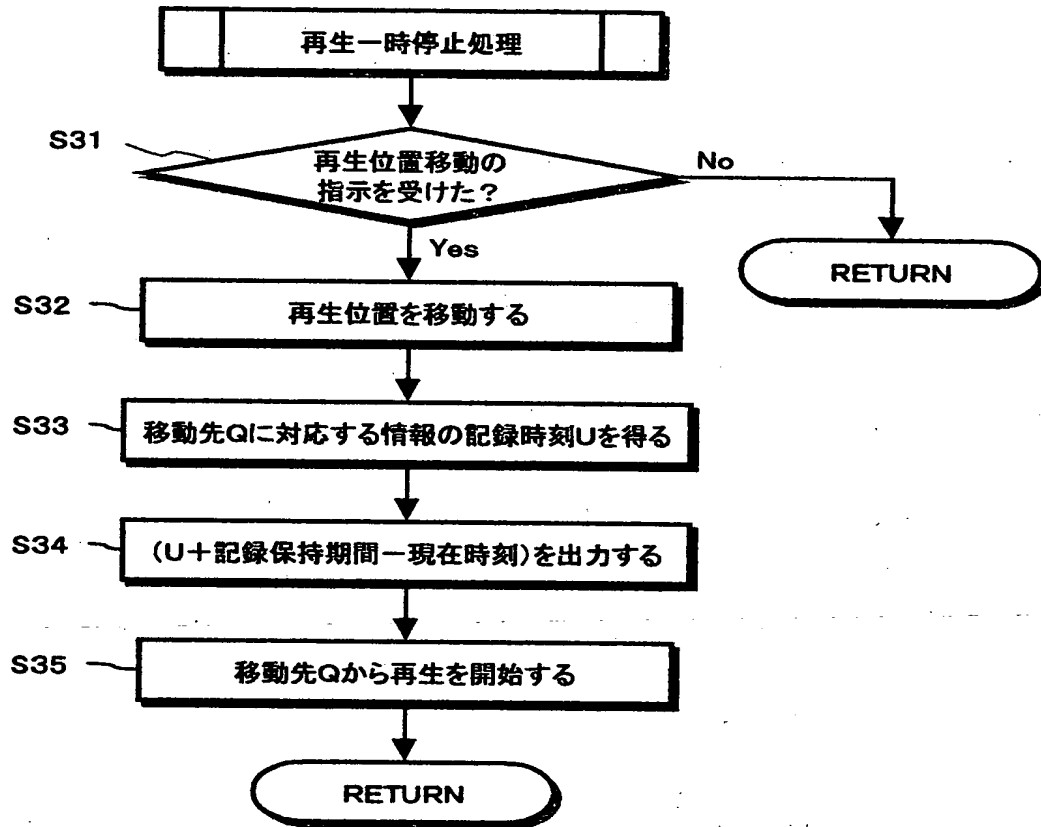 再生一時停止処理
S31
再生位置移動の
指示を受けた?
No
Yes
RETURN
S32
再生位置を移動する
S33
移動先Qに対応する情報の記録時刻Uを得る
S34
(U+記録保持期間-現在時刻)を出力する
S35
移動先Qから再生を開始する
RETURN